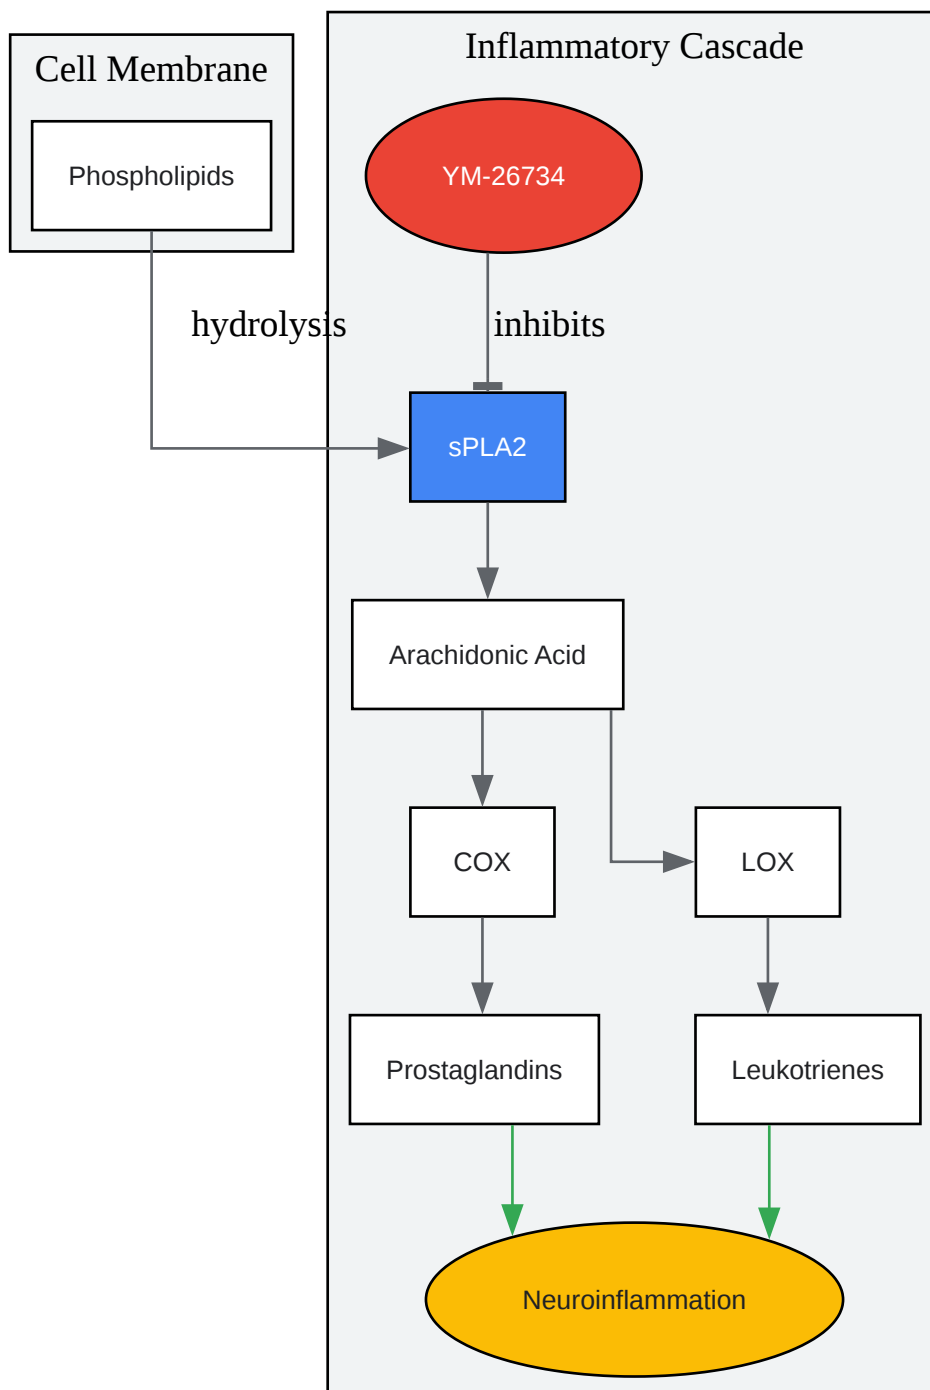 Inflammatory Cascade
Cell Membrane
Phospholipids
YM-26734
hydrolysis
inhibits
sPLA2
Arachidonic Acid
COX
LOX
Prostaglandins
Leukotrienes
Neuroinflammation